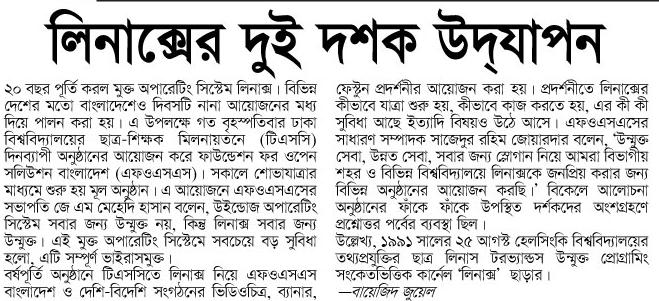 লিনাক্সের দুই দশক উদ্‌যাপন
২০ বছর পূর্তি করল মুক্ত অপারেটিং সিস্টেম লিনাক্স। বিভিন্ন
দেশের মতো বাংলাদেশেও দিবসটি নানা আয়োজনের মধ্য
দিয়ে পালন করা হয়। এ উপলক্ষে গত বৃহস্পতিবার ঢাকা
বিশ্ববিদ্যালয়ের ছাত্র-শিক্ষক মিলনায়তনে (টিএসসি)
দিনব্যাপী অনুষ্ঠানের আয়োজন করে ফাউন্ডেশন ফর ওপেন
সলিউশন বাংলাদেশ (এফওএসএস)। সকালে শোভাযাত্রার
মাধ্যমে শুরু হয় মূল অনুষ্ঠান। এ আয়োজনে এফওএসএসের
সভাপতি জে এম মেহেদি হাসান বলেন, উইন্ডোজ অপারেটিং
সিস্টেম সবার জন্য উন্মুক্ত নয়, কিন্তু লিনাক্স সবার জন্য
উন্মুক্ত। এই মুক্ত অপারেটিং সিস্টেমে সবচেয়ে বড় সুবিধা
হলো, এটি সম্পূর্ণ ভাইরাসমুক্ত।
বর্ষপূর্তি অনুষ্ঠানে টিএসসিতে লিনাক্স নিয়ে এফওএসএস
বাংলাদেশ ও দেশি-বিদেশি সংগঠনের ভিডিওচিত্র, ব্যানার,
ফেস্টুন প্রদর্শনীর আয়োজন করা হয়। প্রদর্শনীতে লিনাক্সের
কীভাবে যাত্রা শুরু হয়, কীভাবে কাজ করতে হয়, এর কী কী
সুবিধা আছে ইত্যাদি বিষয়ও উঠে আসে। এফওএসএসের
সাধারণ সম্পাদক সাজেদুর রহিম জোয়ারদার বলেন, ‘উন্মুক্ত
সেবা, উন্নত সেবা, সবার জন্য স্লোগান নিয়ে আমরা বিভাগীয়
শহর ও বিভিন্ন বিশ্ববিদ্যালয়ে লিনাক্সকে জনপ্রিয় করার জন্য
বিভিন্ন অনুষ্ঠানের আয়োজন করছি।’ বিকেলে আলোচনা
অনুষ্ঠানের ফাঁকে ফাঁকে উপস্থিত দর্শকদের অংশগ্রহণে
প্রশ্নোত্তর পর্বের ব্যবস্থা ছিল।
উল্লেখ্য, ১৯৯১ সালের ২৫ আগস্ট হেলসিংকি বিশ্ববিদ্যালয়ের
তথ্যপ্রযুক্তির ছাত্র লিনাস টরভ্যান্ডস উন্মুক্ত প্রোগ্রামিং
সংকেতভিত্তিক কার্নেল ‘লিনাক্স’ ছাড়ার।
—বায়েজিদ জুয়েল